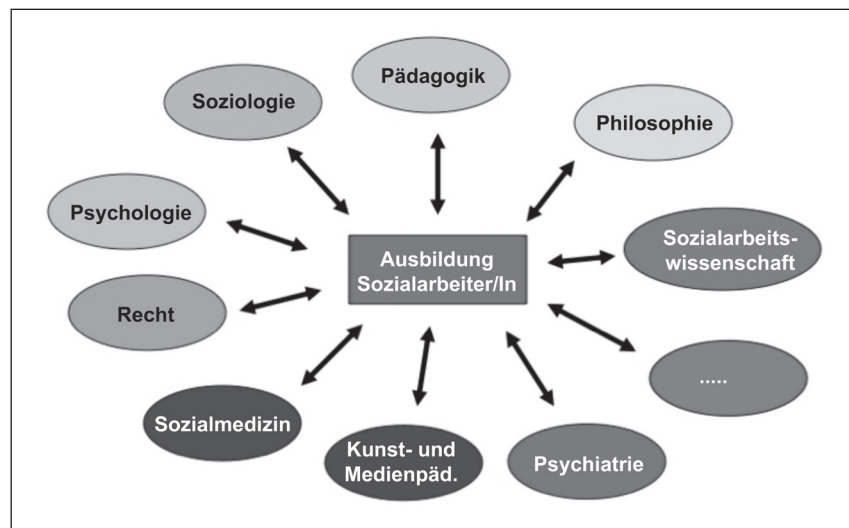 Pädagogik
Soziologie
Philosophie
Psychologie
Sozialarbeits-
wissenschaft
Ausbildung
Sozialarbeiter/In
Recht
.....
Sozialmedizin
Kunst- und
Medienpäd.
Psychiatrie